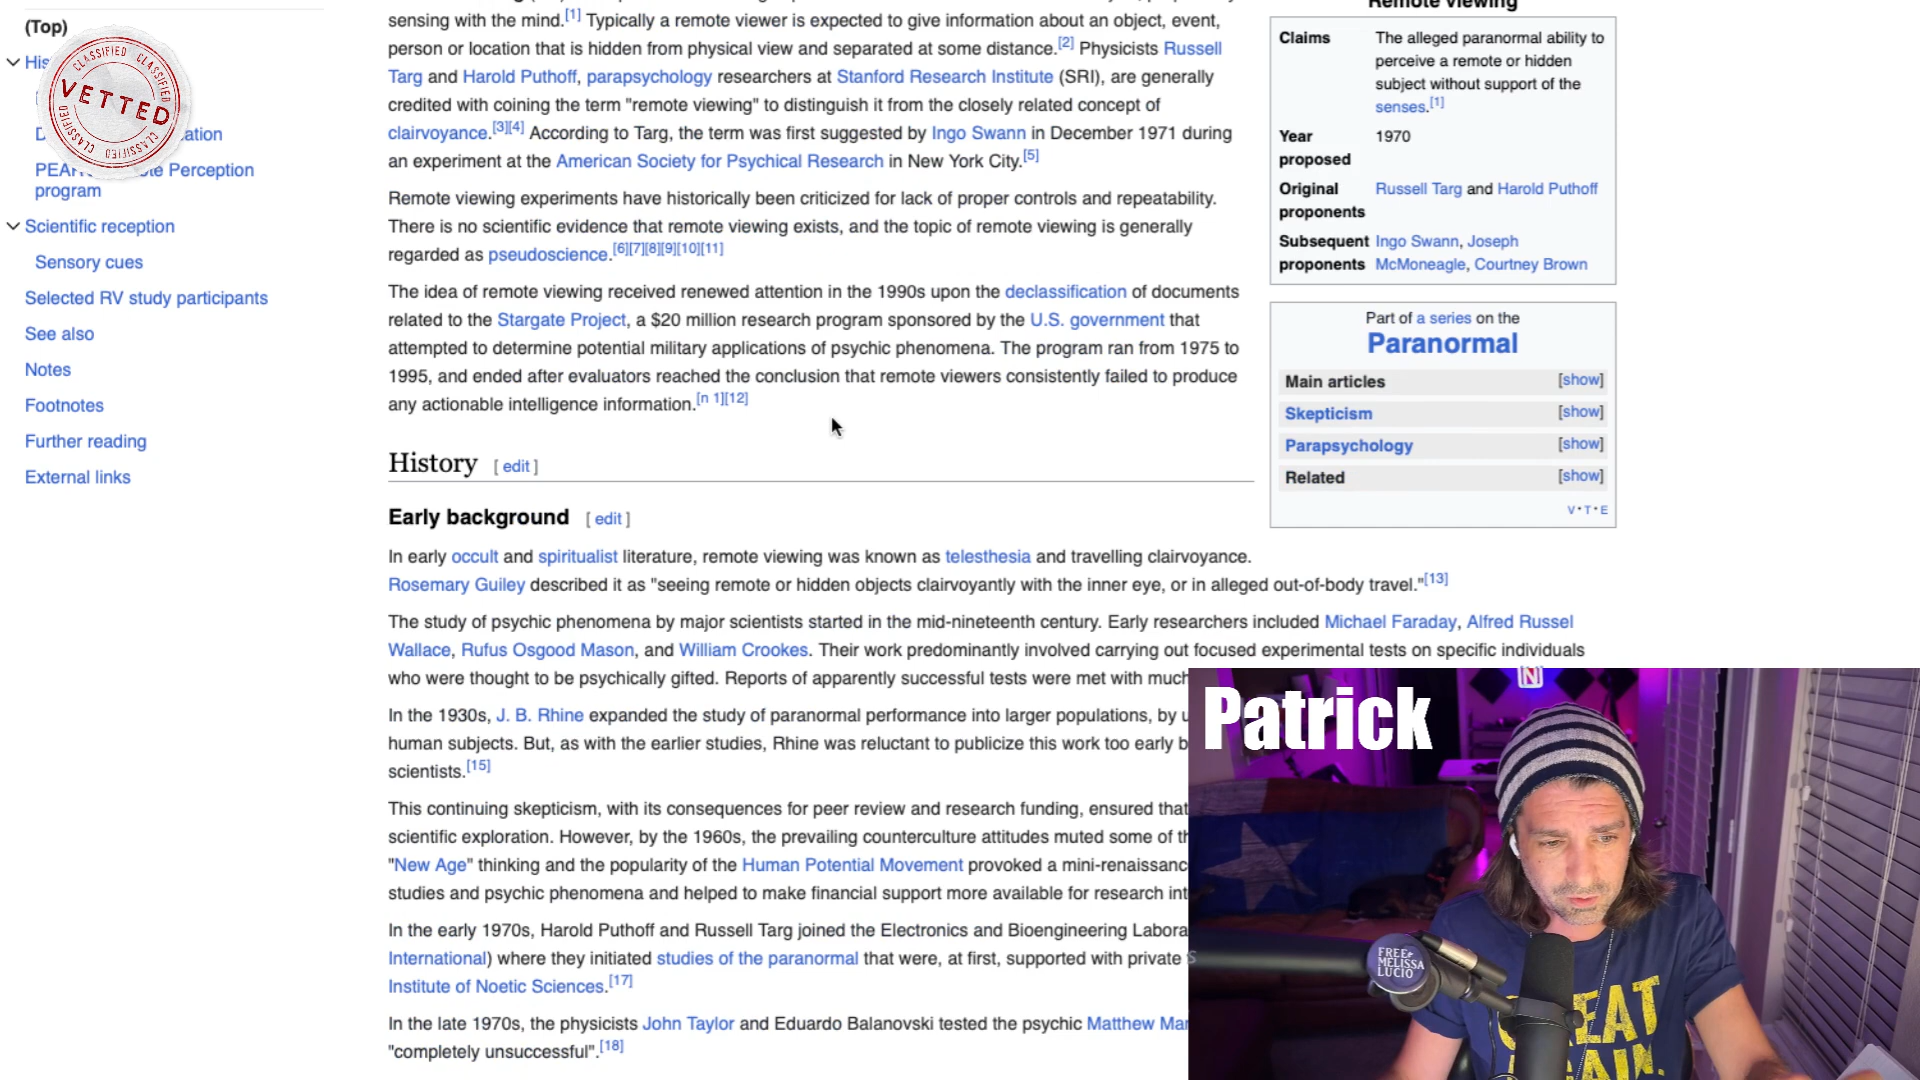 (Top)
His
CLASSIFIED CLASSIFIED
VETTED
CLASSIFIED CLASSIFIED
D
ation
PEAR
te Perception
program
Scientific reception
Sensory cues
Selected RV study participants
See also
Notes
Footnotes
Further reading
External links
sensing with the mind.[1] Typically a remote viewer is expected to give information about an object, event,
person or location that is hidden from physical view and separated at some distance.[2] Physicists Russell
Targ and Harold Puthoff, parapsychology researchers at Stanford Research Institute (SRI), are generally
credited with coining the term "remote viewing" to distinguish it from the closely related concept of
clairvoyance.[3][4] According to Targ, the term was first suggested by Ingo Swann in December 1971 during
an experiment at the American Society for Psychical Research in New York City.[5]
Remote viewing experiments have historically been criticized for lack of proper controls and repeatability.
There is no scientific evidence that remote viewing exists, and the topic of remote viewing is generally
regarded as pseudoscience.[6][7][8][9][10][11]
The idea of remote viewing received renewed attention in the 1990s upon the declassification of documents
related to the Stargate Project, a $20 million research program sponsored by the U.S. government that
attempted to determine potential military applications of psychic phenomena. The program ran from 1975 to
1995, and ended after evaluators reached the conclusion that remote viewers consistently failed to produce
any actionable intelligence information.[n 1][12]
History [ edit ]
Early background [ edit ]
In early occult and spiritualist literature, remote viewing was known as telesthesia and travelling clairvoyance.
Rosemary Guiley described it as "seeing remote or hidden objects clairvoyantly with the inner eye, or in alleged out-of-body travel."[13]
The study of psychic phenomena by major scientists started in the mid-nineteenth century. Early researchers included Michael Faraday, Alfred Russel
Wallace, Rufus Osgood Mason, and William Crookes. Their work predominantly involved carrying out focused experimental tests on specific individuals
who were thought to be psychically gifted. Reports of apparently successful tests were met with much
In the 1930s, J. B. Rhine expanded the study of paranormal performance into larger populations, by u
human subjects. But, as with the earlier studies, Rhine was reluctant to publicize this work too early b
scientists.[15]
This continuing skepticism, with its consequences for peer review and research funding, ensured that
scientific exploration. However, by the 1960s, the prevailing counterculture attitudes muted some of th
"New Age" thinking and the popularity of the Human Potential Movement provoked a mini-renaissanc
studies and psychic phenomena and helped to make financial support more available for research int
In the early 1970s, Harold Puthoff and Russell Targ joined the Electronics and Bioengineering Labora
International) where they initiated studies of the paranormal that were, at first, supported with private s
Institute of Noetic Sciences.[17]
In the late 1970s, the physicists John Taylor and Eduardo Balanovski tested the psychic Matthew Man
"completely unsuccessful".[18]
Remote viewing
Claims The alleged paranormal ability to
perceive a remote or hidden
subject without support of the
senses.[1]
Year 1970
proposed
Original Russell Targ and Harold Puthoff
proponents
Subsequent Ingo Swann, Joseph
proponents McMoneagle, Courtney Brown
Part of a series on the
Paranormal
Main articles [show]
Skepticism [show]
Parapsychology [show]
Related [show]
V·T·E
Patrick
N
FREE
MELISSA
LUCIO